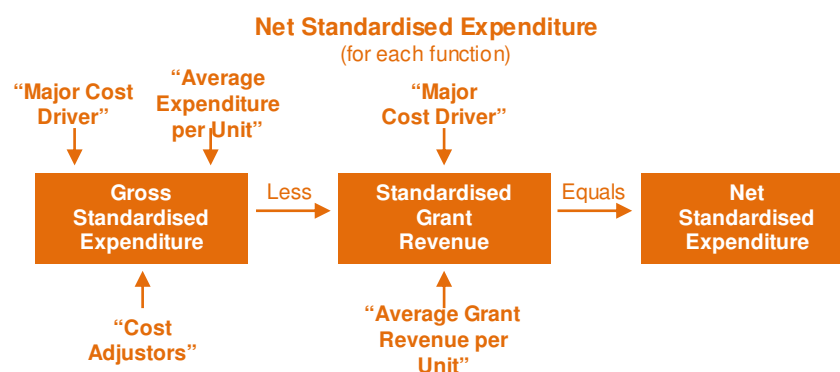 Net Standardised Expenditure
(for each function)
“Major Cost
Driver”
“Average
Expenditure
per Unit”
“Major
Cost Driver”
Gross
Standardised
Expenditure
Less
Standardised
Grant
Revenue
Equals
Net
Standardised
Expenditure
“Cost
Adjustors”
“Average Grant
Revenue per
Unit”